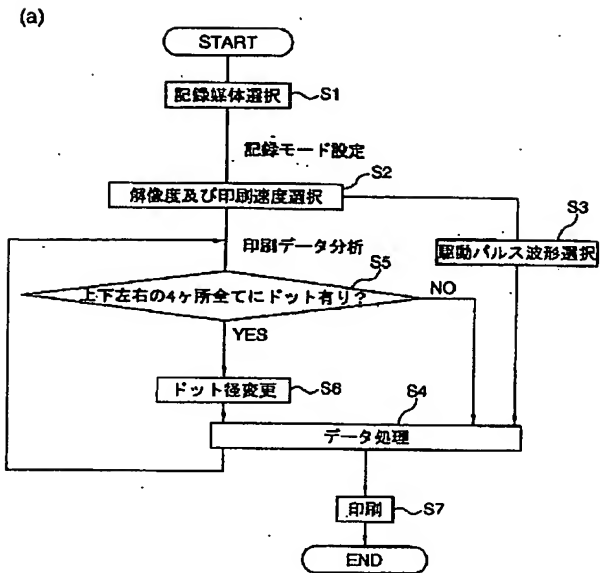 (a)
START
記録媒体選択
S1
記録モード設定
S2
解像度及び印刷速度選択
S3
駆動パルス波形選択
印刷データ分析
S5
上下左右の4ヶ所全てにドット有り？
NO
YES
ドット径変更
S6
S4
データ処理
印刷
S7
END